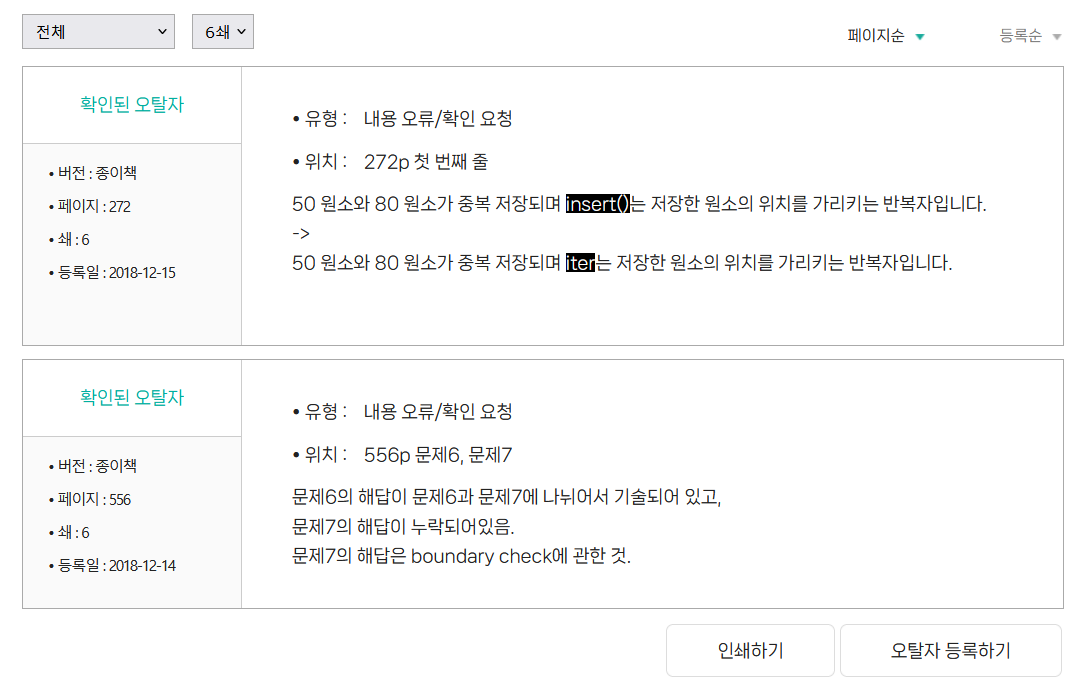 전체
6쇄
페이지순
등록순
확인된 오탈자
• 버전 : 종이책
• 페이지 : 272
• 쇄 : 6
• 등록일 : 2018-12-15
• 유형 : 내용 오류/확인 요청
• 위치 : 272p 첫 번째 줄
50 원소와 80 원소가 중복 저장되며 insert()는 저장한 원소의 위치를 가리키는 반복자입니다.
->
50 원소와 80 원소가 중복 저장되며 iter는 저장한 원소의 위치를 가리키는 반복자입니다.
확인된 오탈자
• 버전 : 종이책
• 페이지 : 556
• 쇄 : 6
• 등록일 : 2018-12-14
• 유형 : 내용 오류/확인 요청
• 위치 : 556p 문제6, 문제7
문제6의 해답이 문제6과 문제7에 나뉘어서 기술되어 있고,
문제7의 해답이 누락되어있음.
문제7의 해답은 boundary check에 관한 것.
인쇄하기
오탈자 등록하기